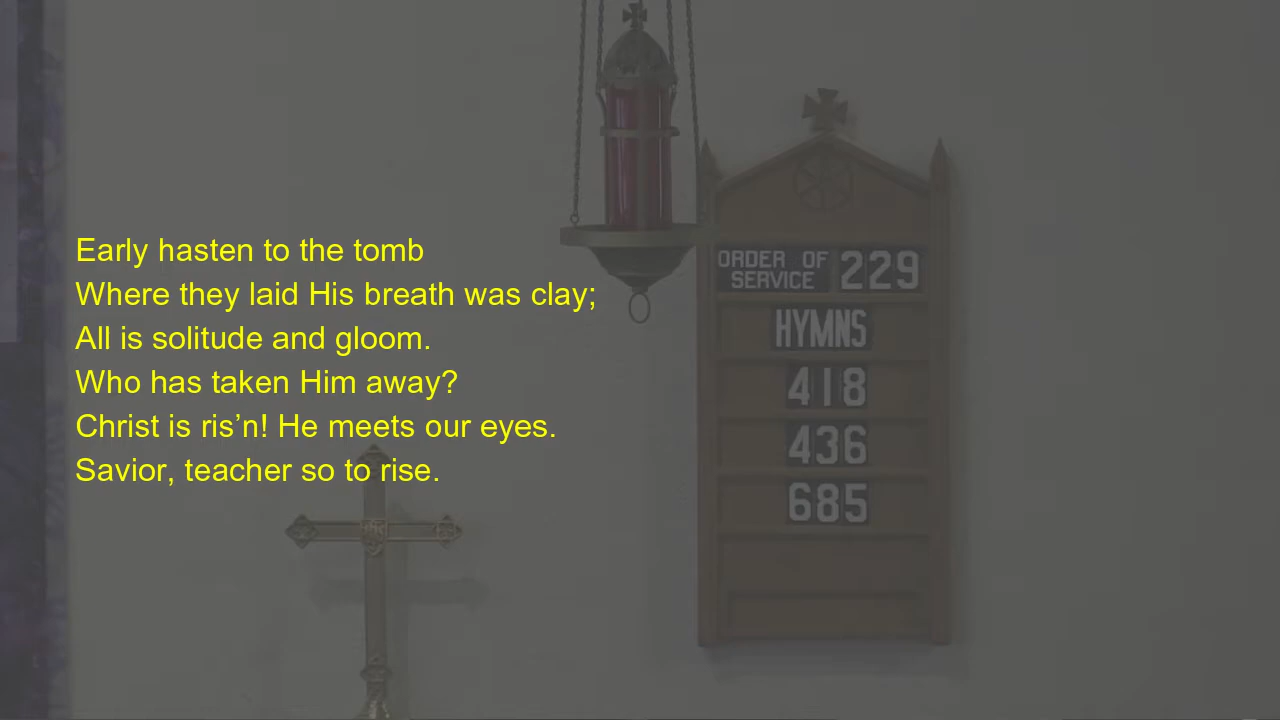 Early hasten to the tomb
Where they laid His breath was clay;
All is solitude and gloom.
Who has taken Him away?
Christ is ris’n! He meets our eyes.
Savior, teacher so to rise.
ORDER OF
SERVICE 229
HYMNS
418
436
685